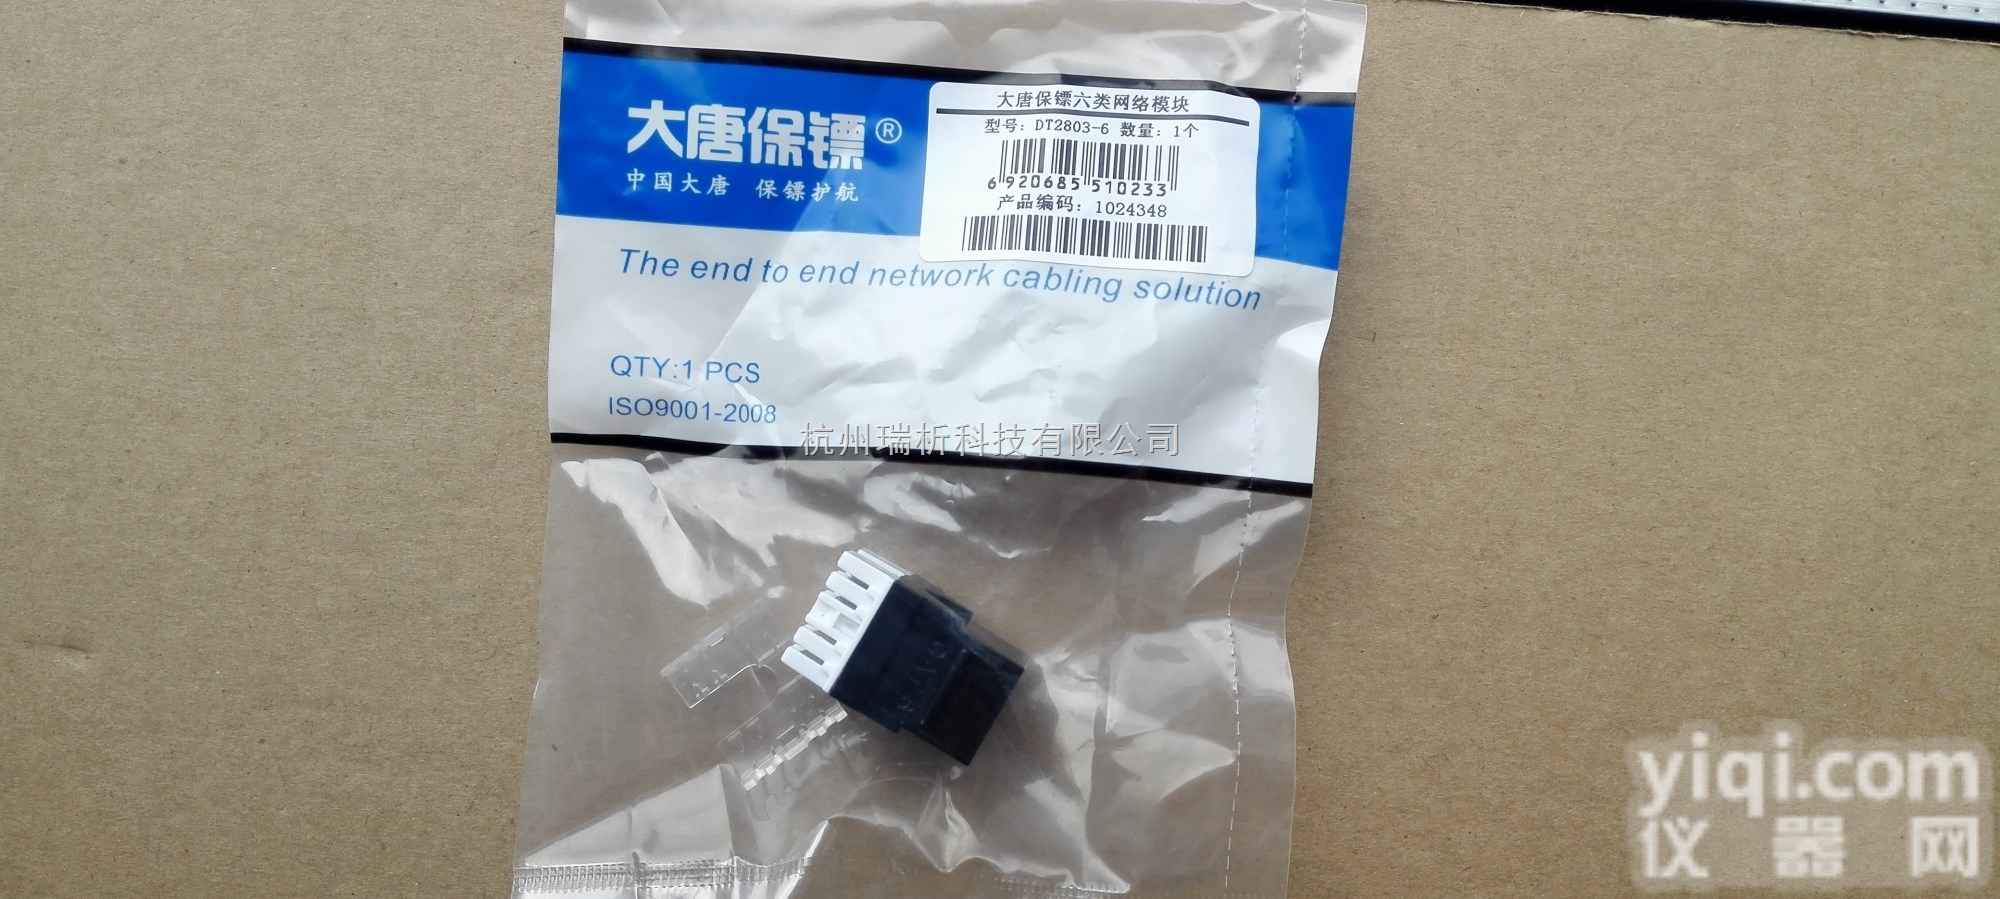 大唐保镖®
中国大唐 保镖护航
大唐保镖六类网络模块
型号: DT2803-6 数量: 1个
6 920685 510233
产品编码: 1024348
The end to end network cabling solution
QTY:1 PCS
ISO9001-2008
杭州瑞析科技有限公司
CAT6
yiqi.com
仪器网